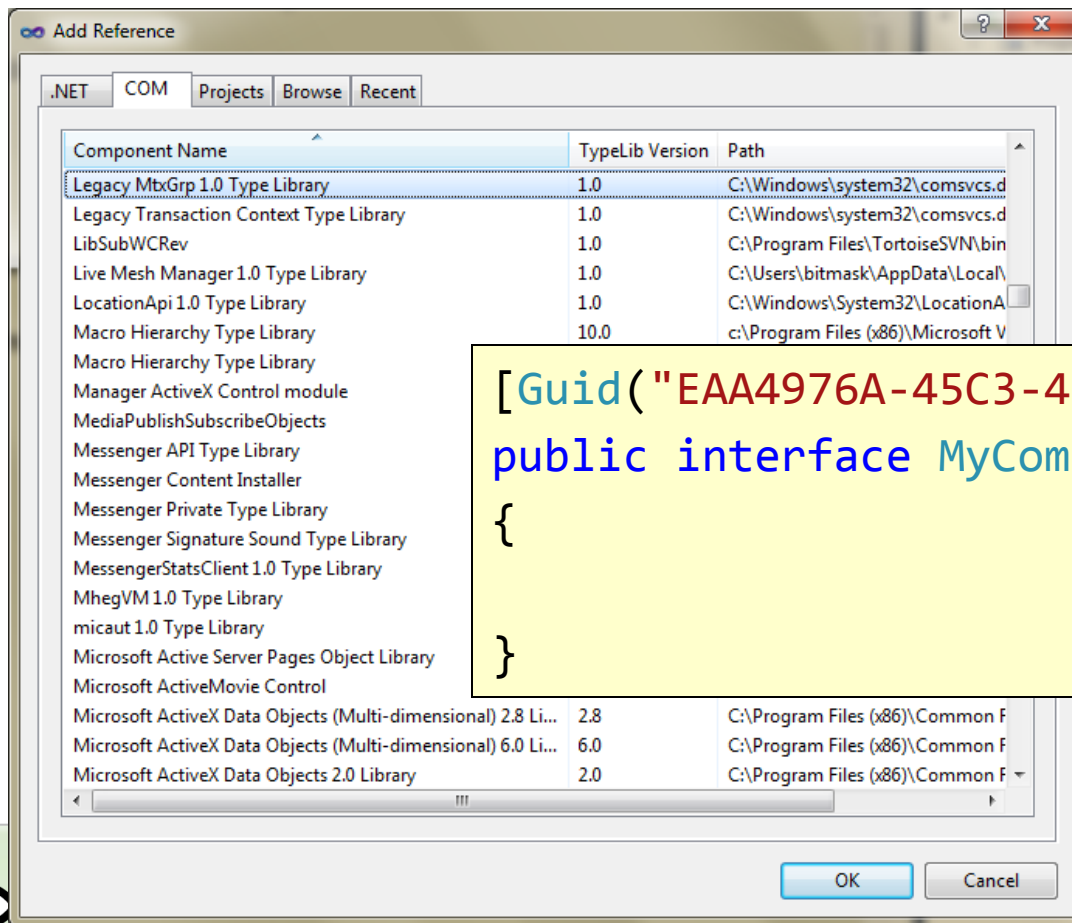 Add Reference
.NET COM Projects Browse Recent
Component Name TypeLib Version Path
Legacy MtxGrp 1.0 Type Library 1.0 C:\Windows\system32\comsvcs.d
Legacy Transaction Context Type Library 1.0 C:\Windows\system32\comsvcs.d
LibSubWCRev 1.0 C:\Program Files\TortoiseSVN\bin
Live Mesh Manager 1.0 Type Library 1.0 C:\Users\bitmask\AppData\Local\
LocationApi 1.0 Type Library 1.0 C:\Windows\System32\LocationA
Macro Hierarchy Type Library 10.0 c:\Program Files (x86)\Microsoft V
Macro Hierarchy Type Library
Manager ActiveX Control module
MediaPublishSubscribeObjects
Messenger API Type Library
Messenger Content Installer
Messenger Private Type Library
Messenger Signature Sound Type Library
MessengerStatsClient 1.0 Type Library
MhegVM 1.0 Type Library
micaut 1.0 Type Library
Microsoft Active Server Pages Object Library
Microsoft ActiveMovie Control
Microsoft ActiveX Data Objects (Multi-dimensional) 2.8 Li... 2.8 C:\Program Files (x86)\Common F
Microsoft ActiveX Data Objects (Multi-dimensional) 6.0 Li... 6.0 C:\Program Files (x86)\Common F
Microsoft ActiveX Data Objects 2.0 Library 2.0 C:\Program Files (x86)\Common F
[Guid("EAA4976A-45C3-4
public interface MyCom
{
}
OK Cancel